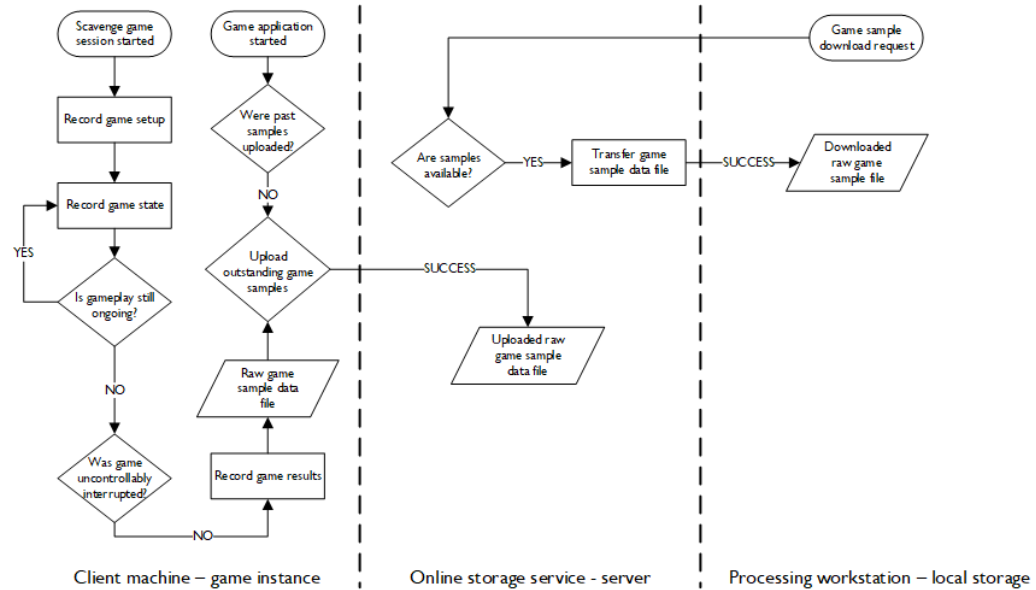 Scavenge game
session started
Game application
started
Game sample
download request
Record game setup
Were past
samples
uploaded?
Are samples
available?
YES
Transfer game
sample data file
SUCCESS
Downloaded
raw game
sample file
NO
Record game state
YES
Upload
outstanding game
samples
SUCCESS
Is gameplay still
ongoing?
Uploaded raw
game sample
data file
Raw game
sample data
file
NO
Was game
uncontrollably
interrupted?
Record game results
NO
Client machine – game instance
Online storage service - server
Processing workstation – local storage